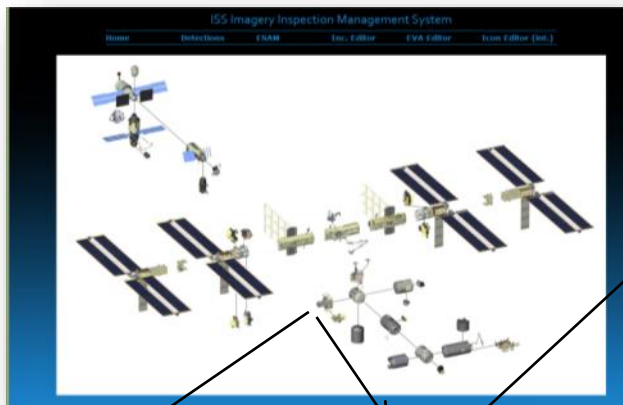 ISS Imagery Inspection Management System
Home Detections ESAM Inc. Editor EVA Editor Icon Editor (int.)